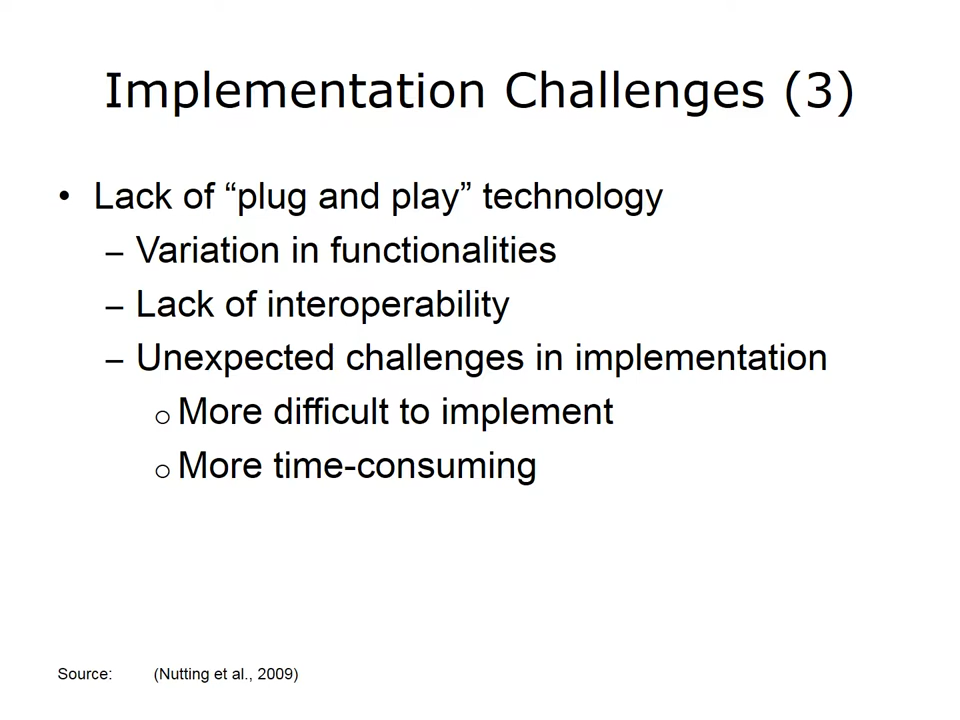 Implementation Challenges (3)
• Lack of “plug and play” technology
– Variation in functionalities
– Lack of interoperability
– Unexpected challenges in implementation
o More difficult to implement
o More time-consuming
Source: (Nutting et al., 2009)